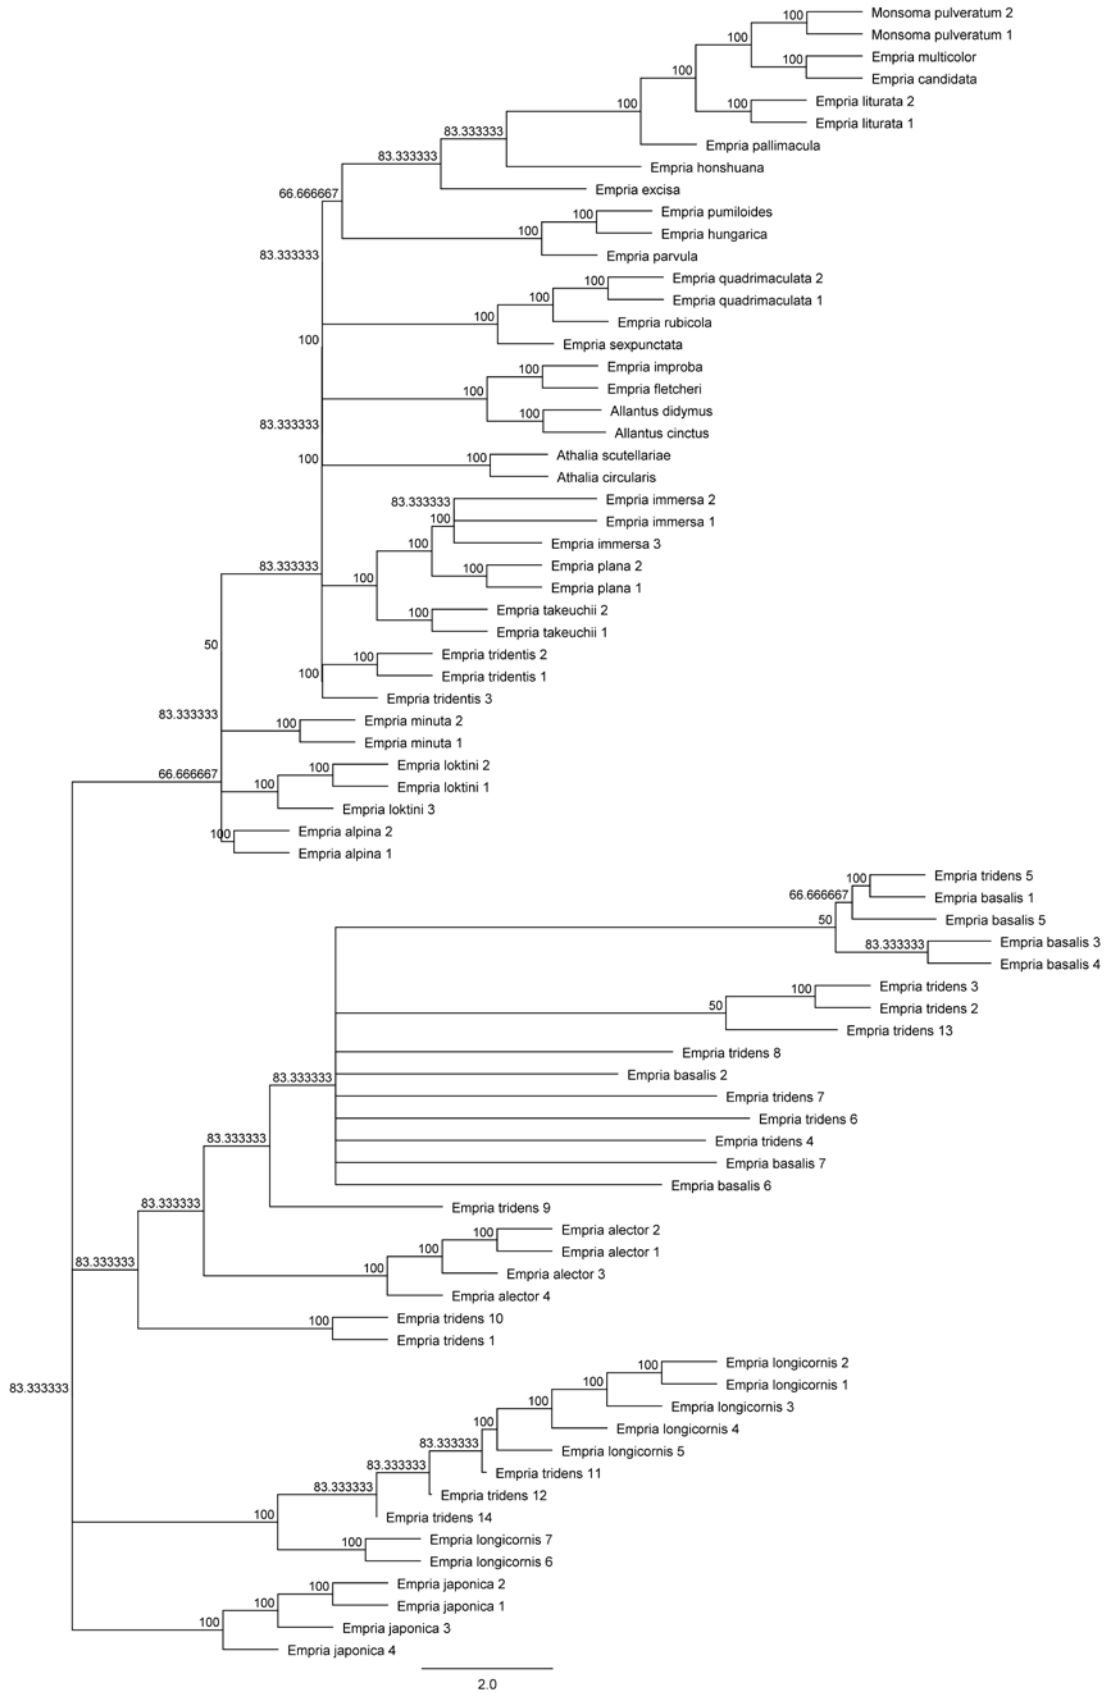 100 Monsoma pulveratum 2
100 Monsoma pulveratum 1
100 Empria multicolor
100 Empria candidata
100 Empria liturata 2
83.333333 Empria liturata 1
83.333333 Empria pallimacula
Empria honshuana
66.666667 Empria excisa
100 Empria pumiloides
100 Empria hungarica
83.333333 Empria parvula
100 Empria quadrimaculata 2
100 Empria quadrimaculata 1
100 Empria rubicola
100 Empria sexpunctata
100 Empria improba
100 Empria fletcheri
100 Allantus didymus
83.333333 Allantus cinctus
100 100 Athalia scutellariae
Athalia circularis
83.333333 Empria immersa 2
100 Empria immersa 1
100 Empria immersa 3
83.333333 100 Empria plana 2
100 Empria plana 1
100 Empria takeuchii 2
Empria takeuchii 1
50 100 Empria tridentis 2
100 Empria tridentis 1
Empria tridentis 3
83.333333 100 Empria minuta 2
Empria minuta 1
66.666667 100 Empria loktini 2
100 Empria loktini 1
Empria loktini 3
100 Empria alpina 2
Empria alpina 1
100 Empria tridens 5
66.666667 Empria basalis 1
50 Empria basalis 5
83.333333 Empria basalis 3
Empria basalis 4
100 Empria tridens 3
50 Empria tridens 2
Empria tridens 13
Empria tridens 8
83.333333 Empria basalis 2
Empria tridens 7
Empria tridens 6
83.333333 Empria tridens 4
Empria basalis 7
Empria basalis 6
83.333333 Empria tridens 9
100 Empria alector 2
100 Empria alector 1
83.333333 100 Empria alector 3
Empria alector 4
100 Empria tridens 10
Empria tridens 1
100 Empria longicornis 2
83.333333 100 Empria longicornis 1
100 Empria longicornis 3
100 Empria longicornis 4
83.333333 Empria longicornis 5
83.333333 Empria tridens 11
83.333333 Empria tridens 12
100 Empria tridens 14
100 Empria longicornis 7
Empria longicornis 6
100 Empria japonica 2
100 Empria japonica 1
100 Empria japonica 3
Empria japonica 4
2.0